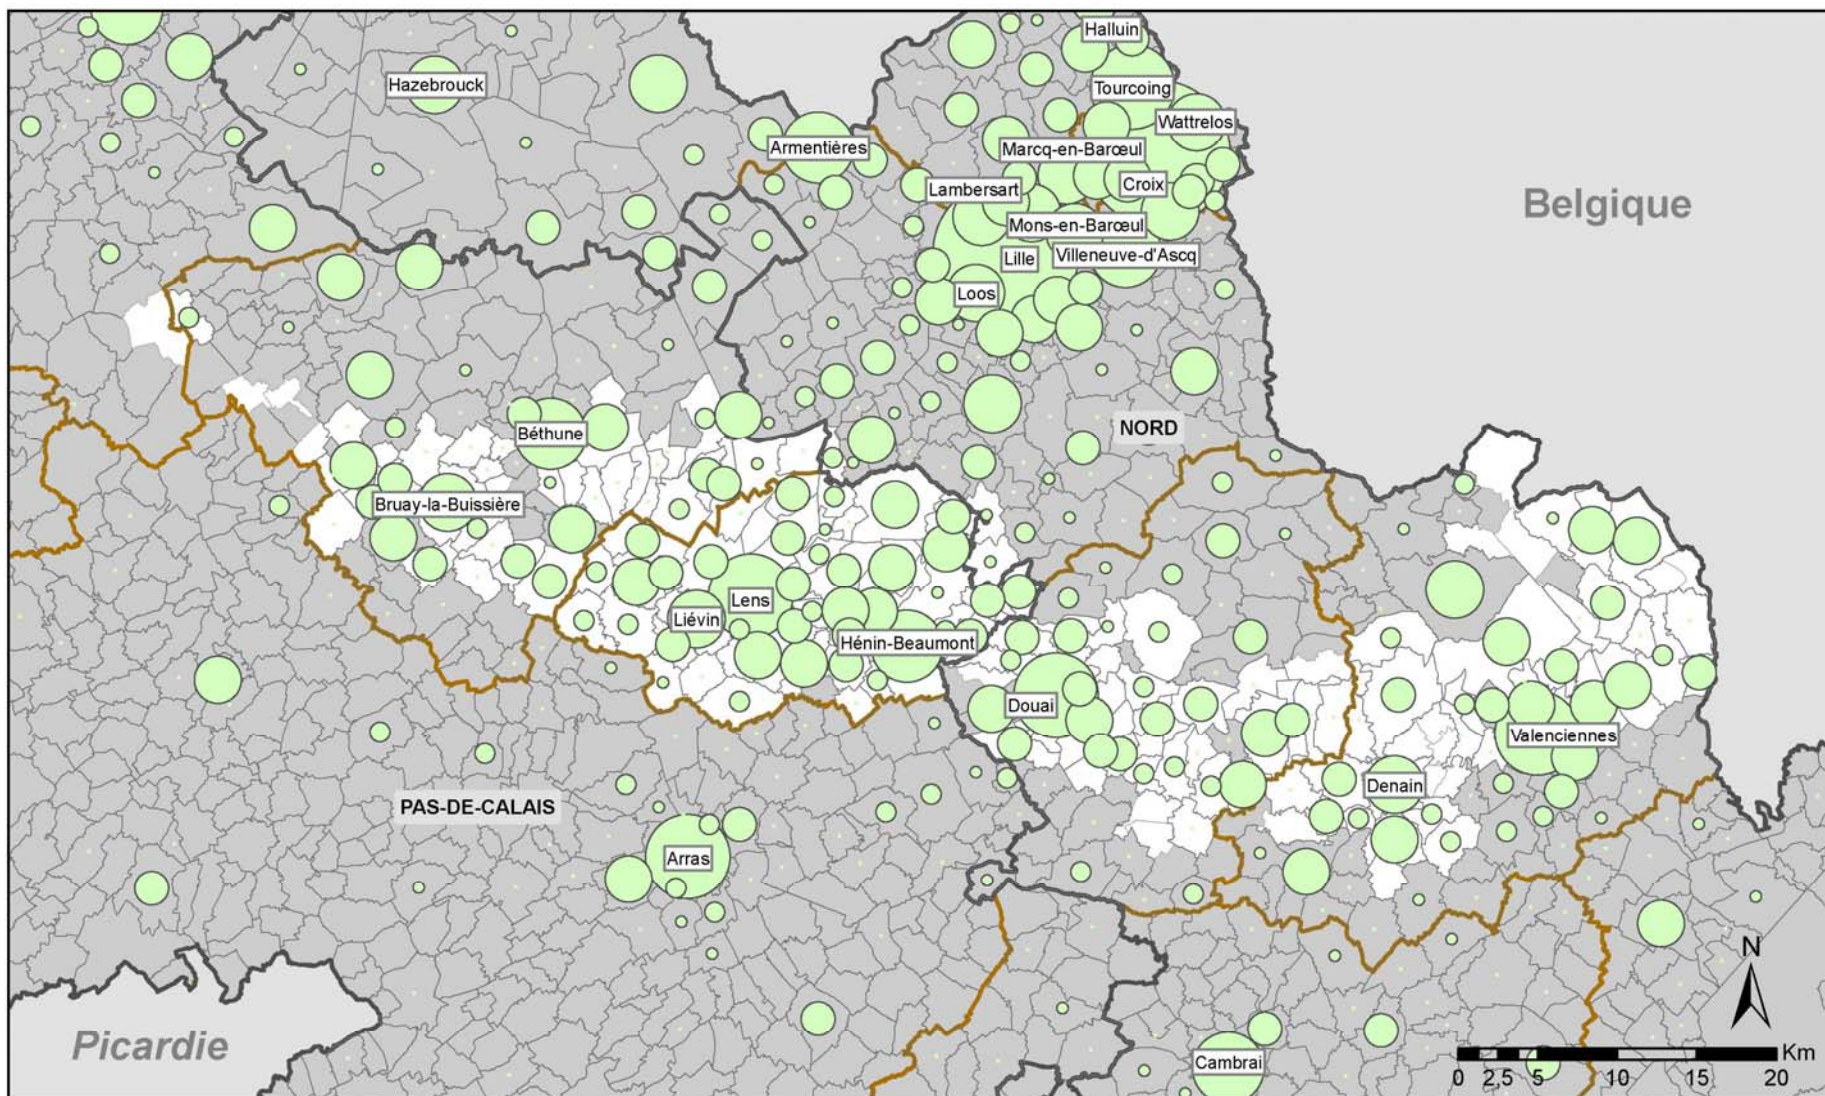 Halluin
Hazebrouck
Tourcoing
Wattrelos
Armentières
Marcq-en-Barœul
Lambersart
Croix
Belgique
Mons-en-Barœul
Lille
Villeneuve-d'Ascq
Loos
NORD
Béthune
Bruay-la-Buissière
Lens
Liévin
Hénin-Beaumont
Douai
Valenciennes
Denain
PAS-DE-CALAIS
Arras
N
Picardie
Cambrai
Km
0 2,5 5 10 15 20